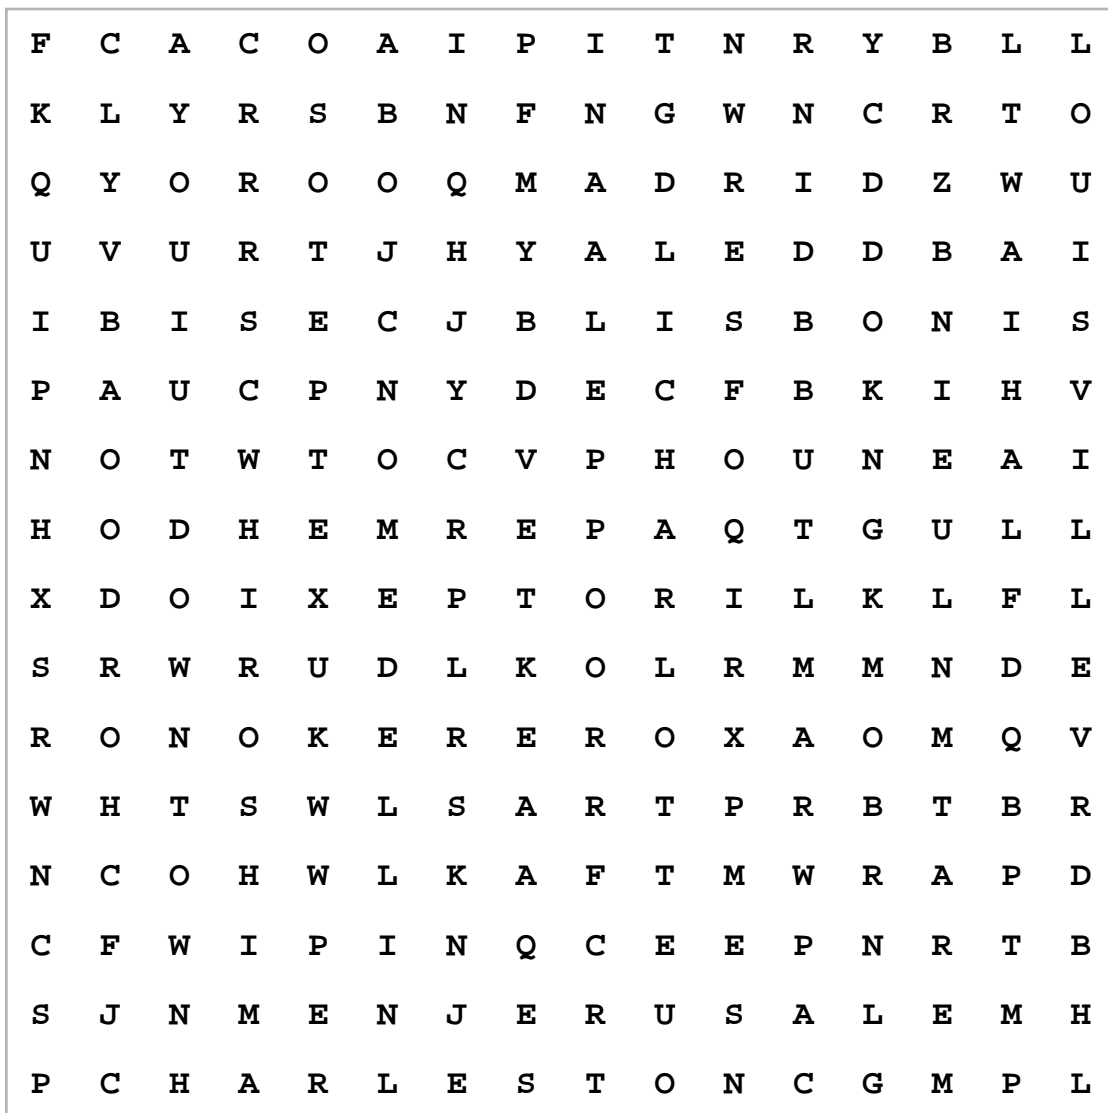 F C A C O A I P I T N R Y B L L
K L Y R S B N F N G W N C R T O
Q Y O R O O Q M A D R I D Z W U
U V U R T J H Y A L E D D B A I
I B I S E C J B L I S B O N I S
P A U C P N Y D E C F B K I H V
N O T W T O C V P H O U N E A I
H O D H E M R E P A Q T G U L L
X D O I X E P T O R I L K L F L
S R W R U D L K O L R M M N D E
R O N O K E R E R O X A O M Q V
W H T S W L S A R T P R B T B R
N C O H W L K A F T M W R A P D
C F W I P I N Q C E E P N R T B
S J N M E N J E R U S A L E M H
P C H A R L E S T O N C G M P L